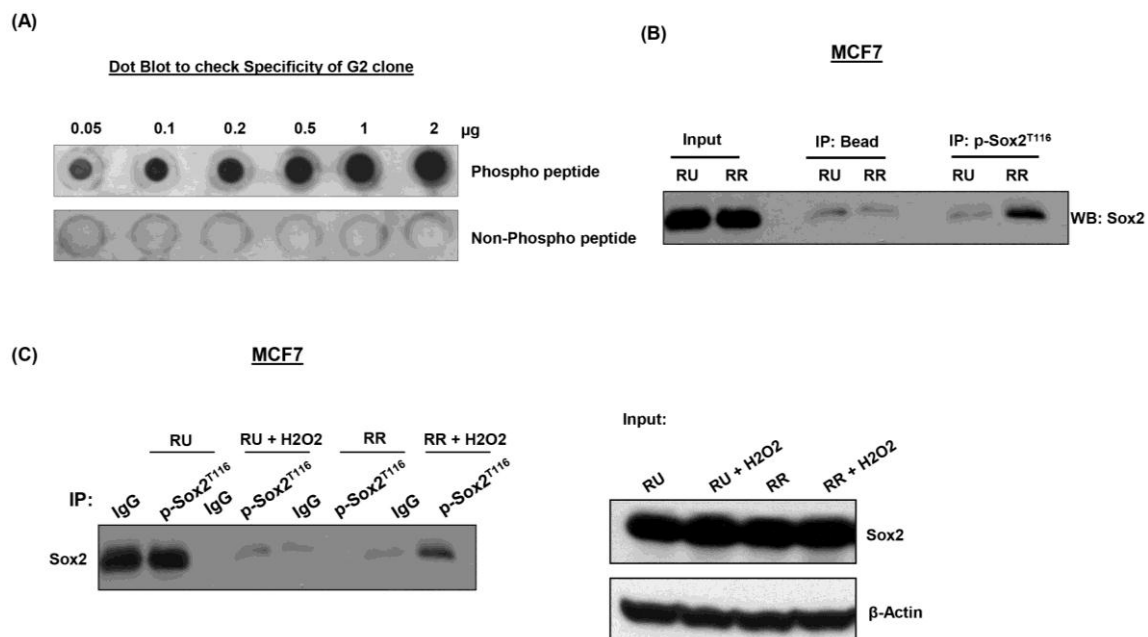 (A)
Dot Blot to check Specificity of G2 clone
0.05 0.1 0.2 0.5 1 2 µg
Phospho peptide
Non-Phospho peptide
(B)
MCF7
Input IP: Bead IP: p-Sox2T116
RU RR RU RR RU RR
WB: Sox2
(C)
MCF7
RU RU + H2O2 RR RR + H2O2
IP: IgG p-Sox2T116 IgG p-Sox2T116 IgG p-Sox2T116 IgG p-Sox2T116
Sox2
Input:
RU RU + H2O2 RR RR + H2O2
Sox2
β-Actin